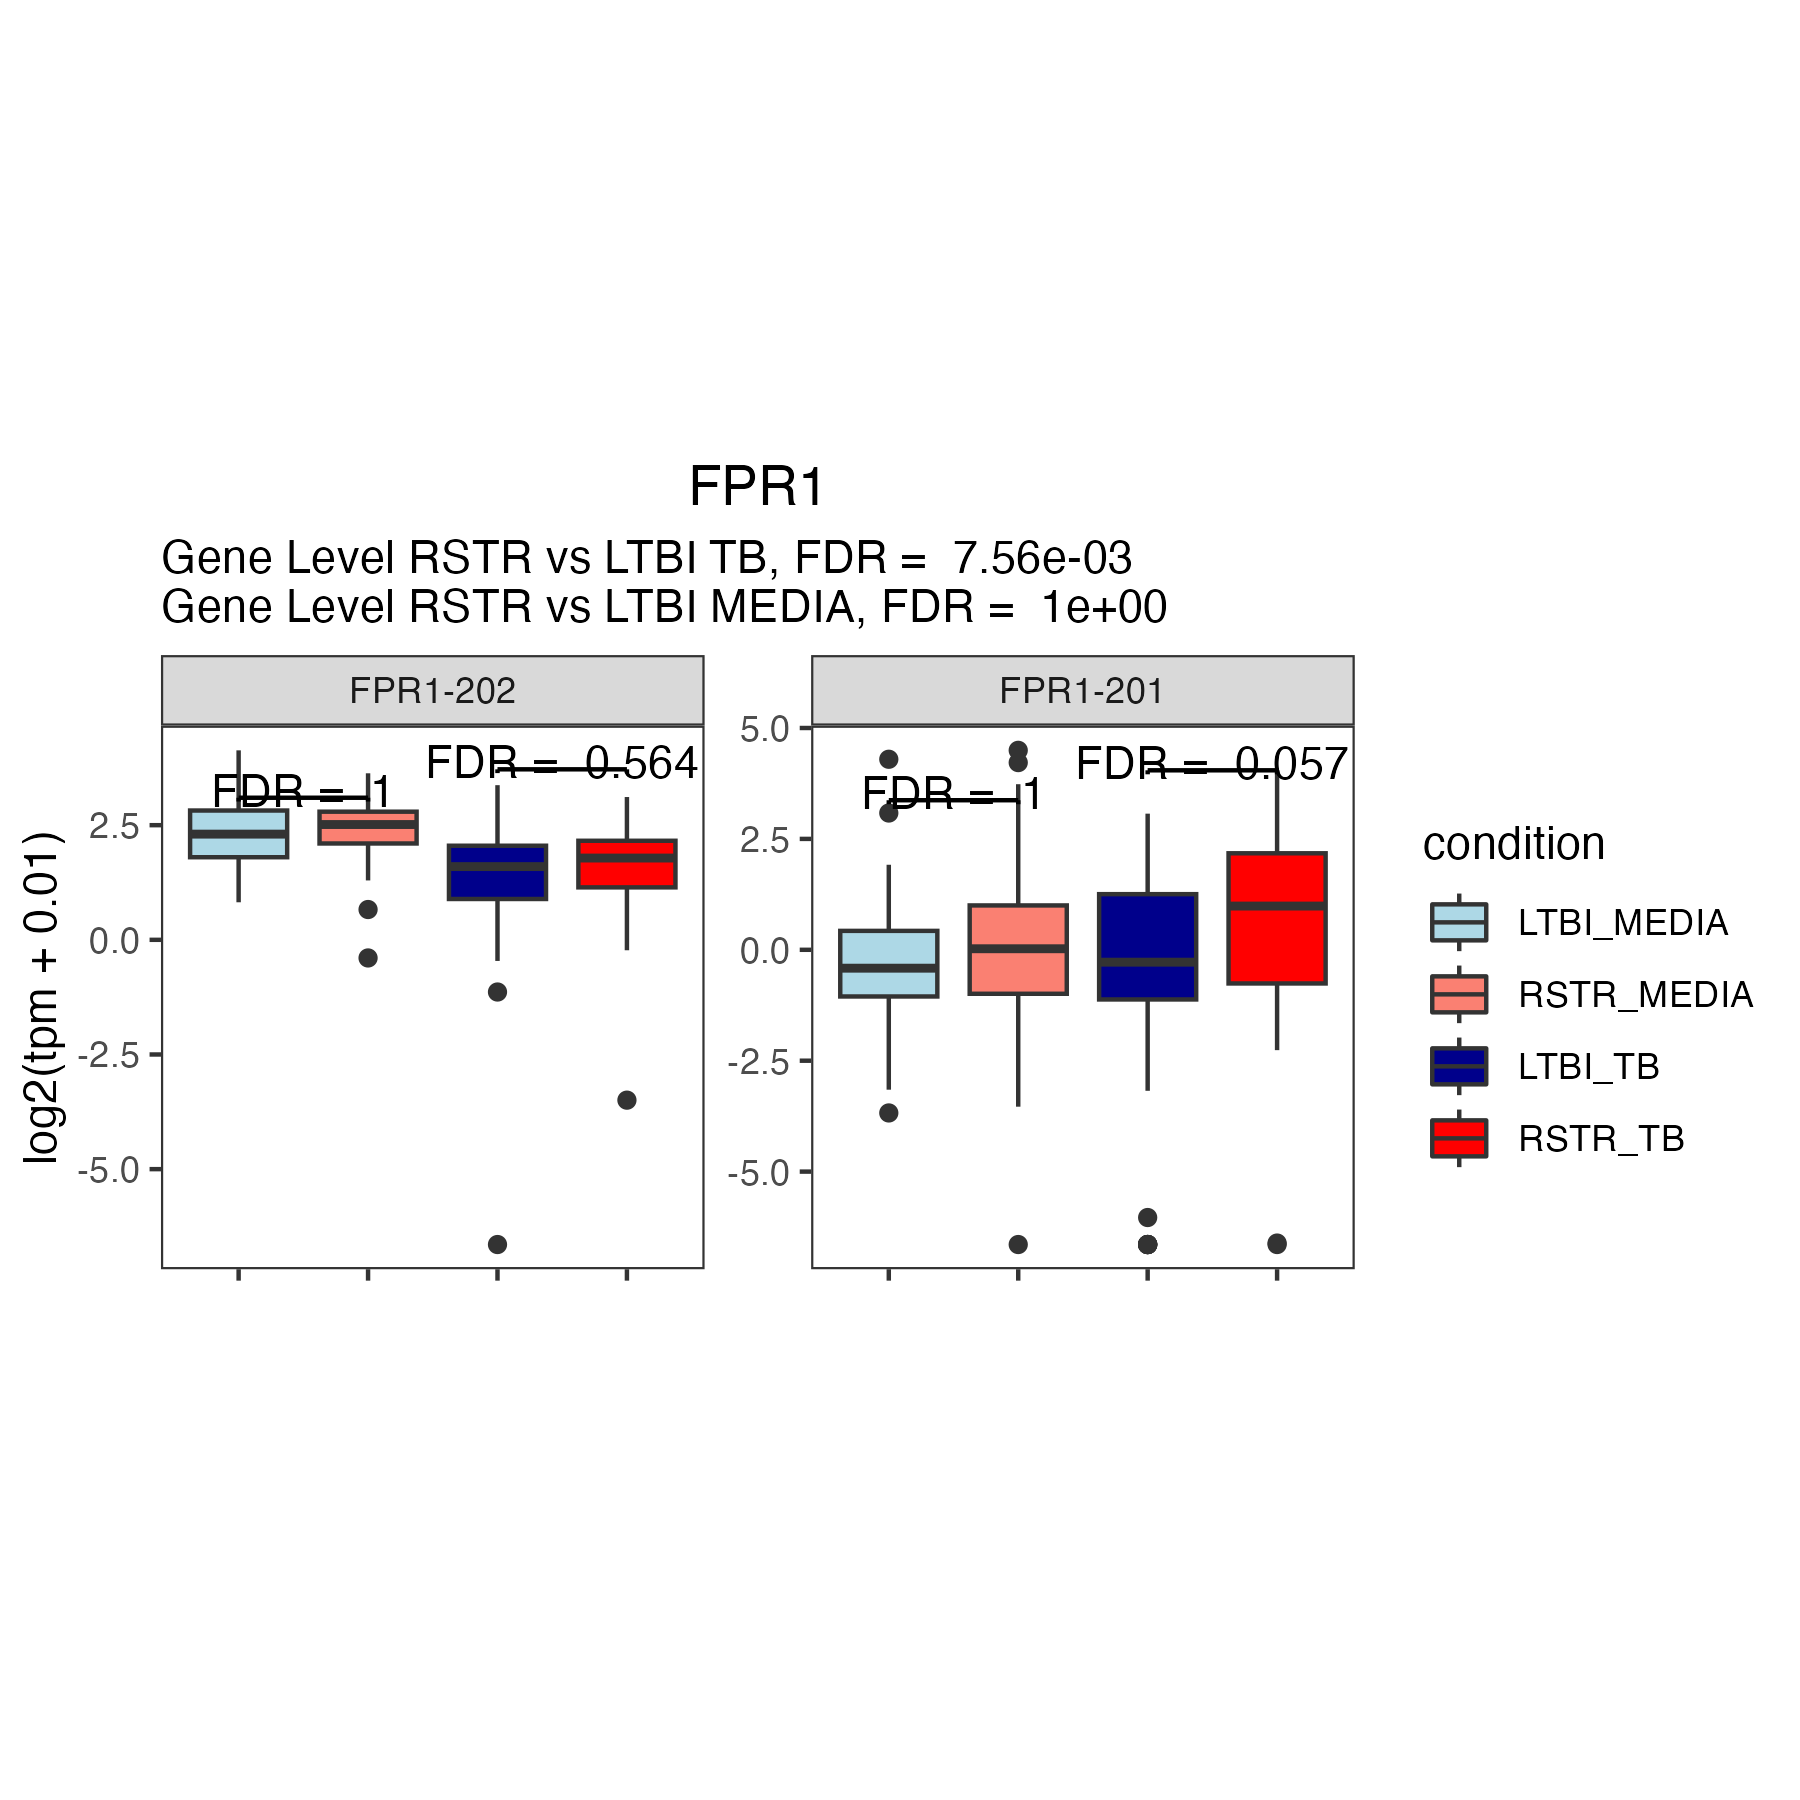 FPR1
Gene Level RSTR vs LTBI TB, FDR = 7.56e-03
Gene Level RSTR vs LTBI MEDIA, FDR = 1e+00
FPR1-202
FDR = 1
FDR = 0.564
2.5
0.0
-2.5
-5.0
log2(tpm + 0.01)
FPR1-201
FDR = 1
FDR = 0.057
5.0
2.5
0.0
-2.5
-5.0
condition
LTBI_MEDIA
RSTR_MEDIA
LTBI_TB
RSTR_TB